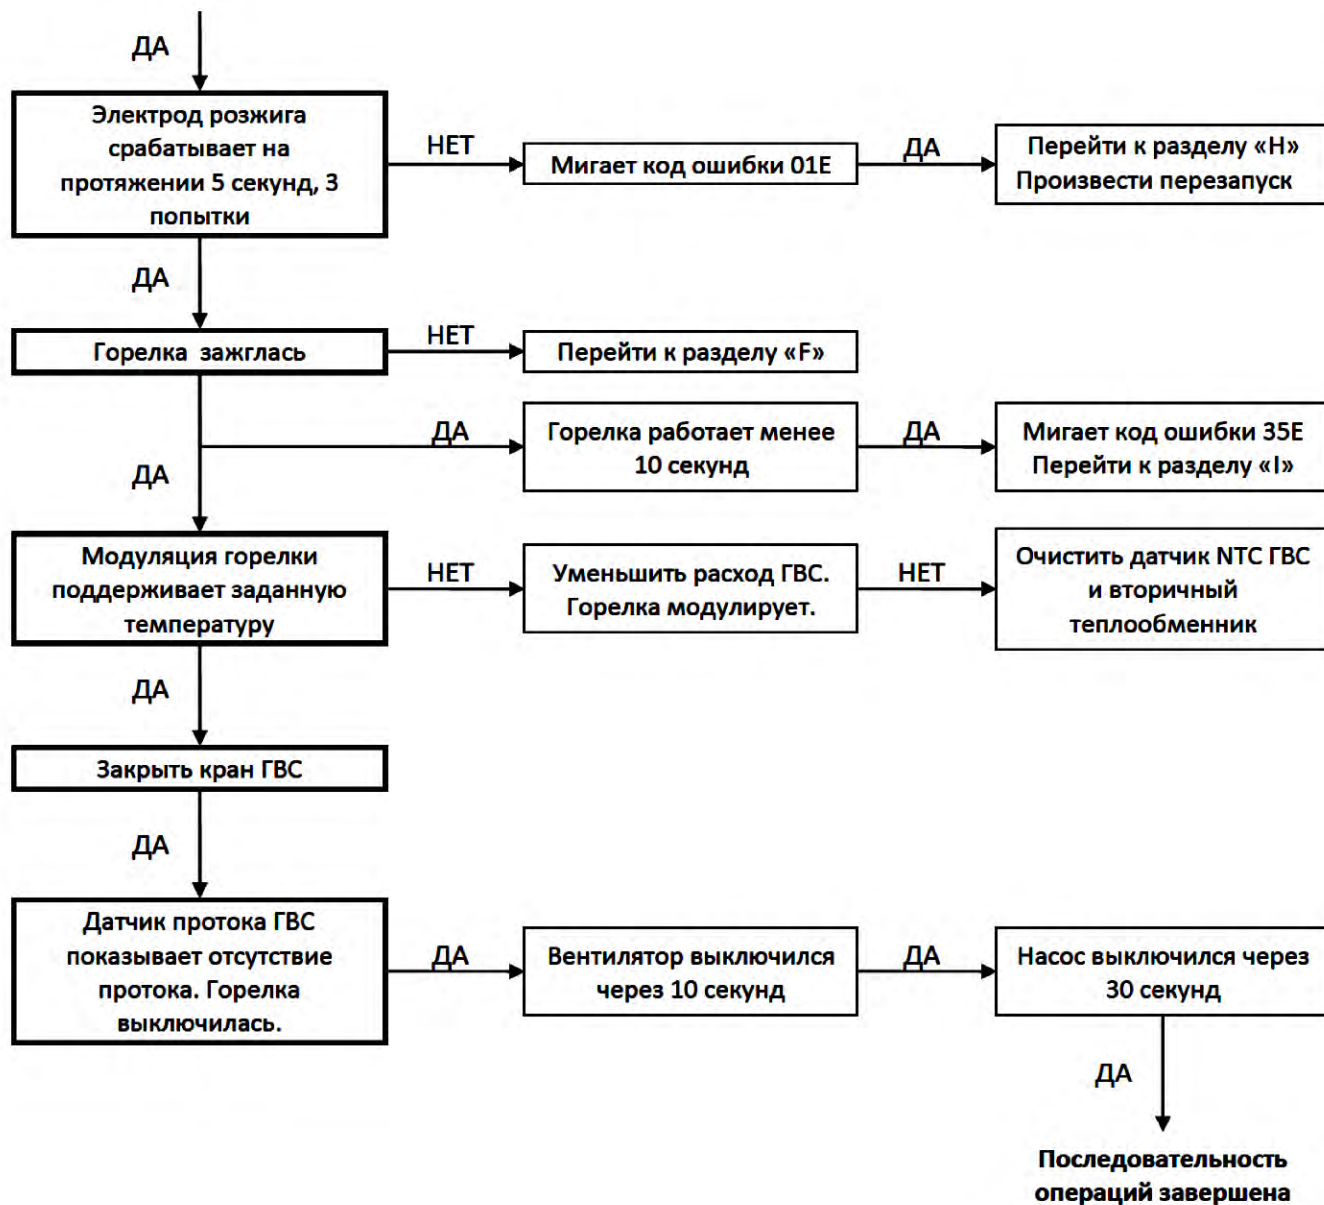 ДА
Электрод розжига
срабатывает на
протяжении 5 секунд, 3
попытки
НЕТ
Мигает код ошибки 01E
ДА
Перейти к разделу «H»
Произвести перезапуск
ДА
Горелка зажглась
НЕТ
Перейти к разделу «F»
ДА
Горелка работает менее
10 секунд
ДА
Мигает код ошибки 35E
Перейти к разделу «I»
ДА
Модуляция горелки
поддерживает заданную
температуру
НЕТ
Уменьшить расход ГВС.
Горелка модулирует.
НЕТ
Очистить датчик NTC ГВС
и вторичный
теплообменник
ДА
Закрыть кран ГВС
ДА
Датчик протока ГВС
показывает отсутствие
протока. Горелка
выключилась.
ДА
Вентилятор выключился
через 10 секунд
ДА
Насос выключился через
30 секунд
ДА
Последовательность
операций завершена